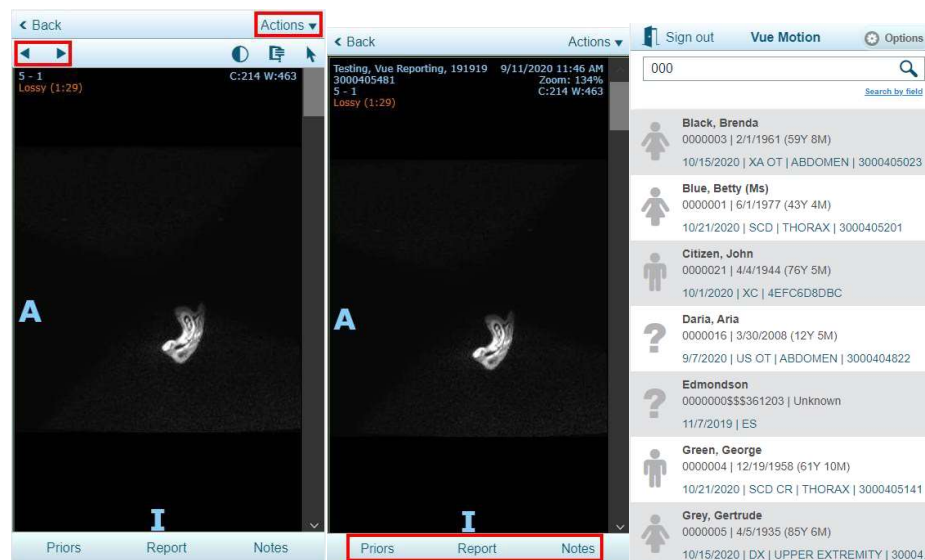 < Back Actions ▼
5 - 1 C:214 W:463
Lossy (1:29)
A
I
Priors Report Notes
< Back Actions ▼
Testing, Vue Reporting, 191919 9/11/2020 11:46 AM
3000405481 Zoom: 134%
5 - 1 C:214 W:463
Lossy (1:29)
A
I
Priors Report Notes
Sign out Vue Motion Options
000
Search by field
Black, Brenda
0000003 | 2/1/1961 (59Y 8M)
10/15/2020 | XA OT | ABDOMEN | 3000405023
Blue, Betty (Ms)
0000001 | 6/1/1977 (43Y 4M)
10/21/2020 | SCD | THORAX | 3000405201
Citizen, John
0000021 | 4/4/1944 (76Y 5M)
10/1/2020 | XC | 4EFC6D8DBC
Daria, Aria
0000016 | 3/30/2008 (12Y 5M)
9/7/2020 | US OT | ABDOMEN | 3000404822
Edmondson
0000000$$$361203 | Unknown
11/7/2019 | ES
Green, George
0000004 | 12/19/1958 (61Y 10M)
10/21/2020 | SCD CR | THORAX | 3000405141
Grey, Gertrude
0000005 | 4/5/1935 (85Y 6M)
10/15/2020 | DX | UPPER EXTREMITY | 30004